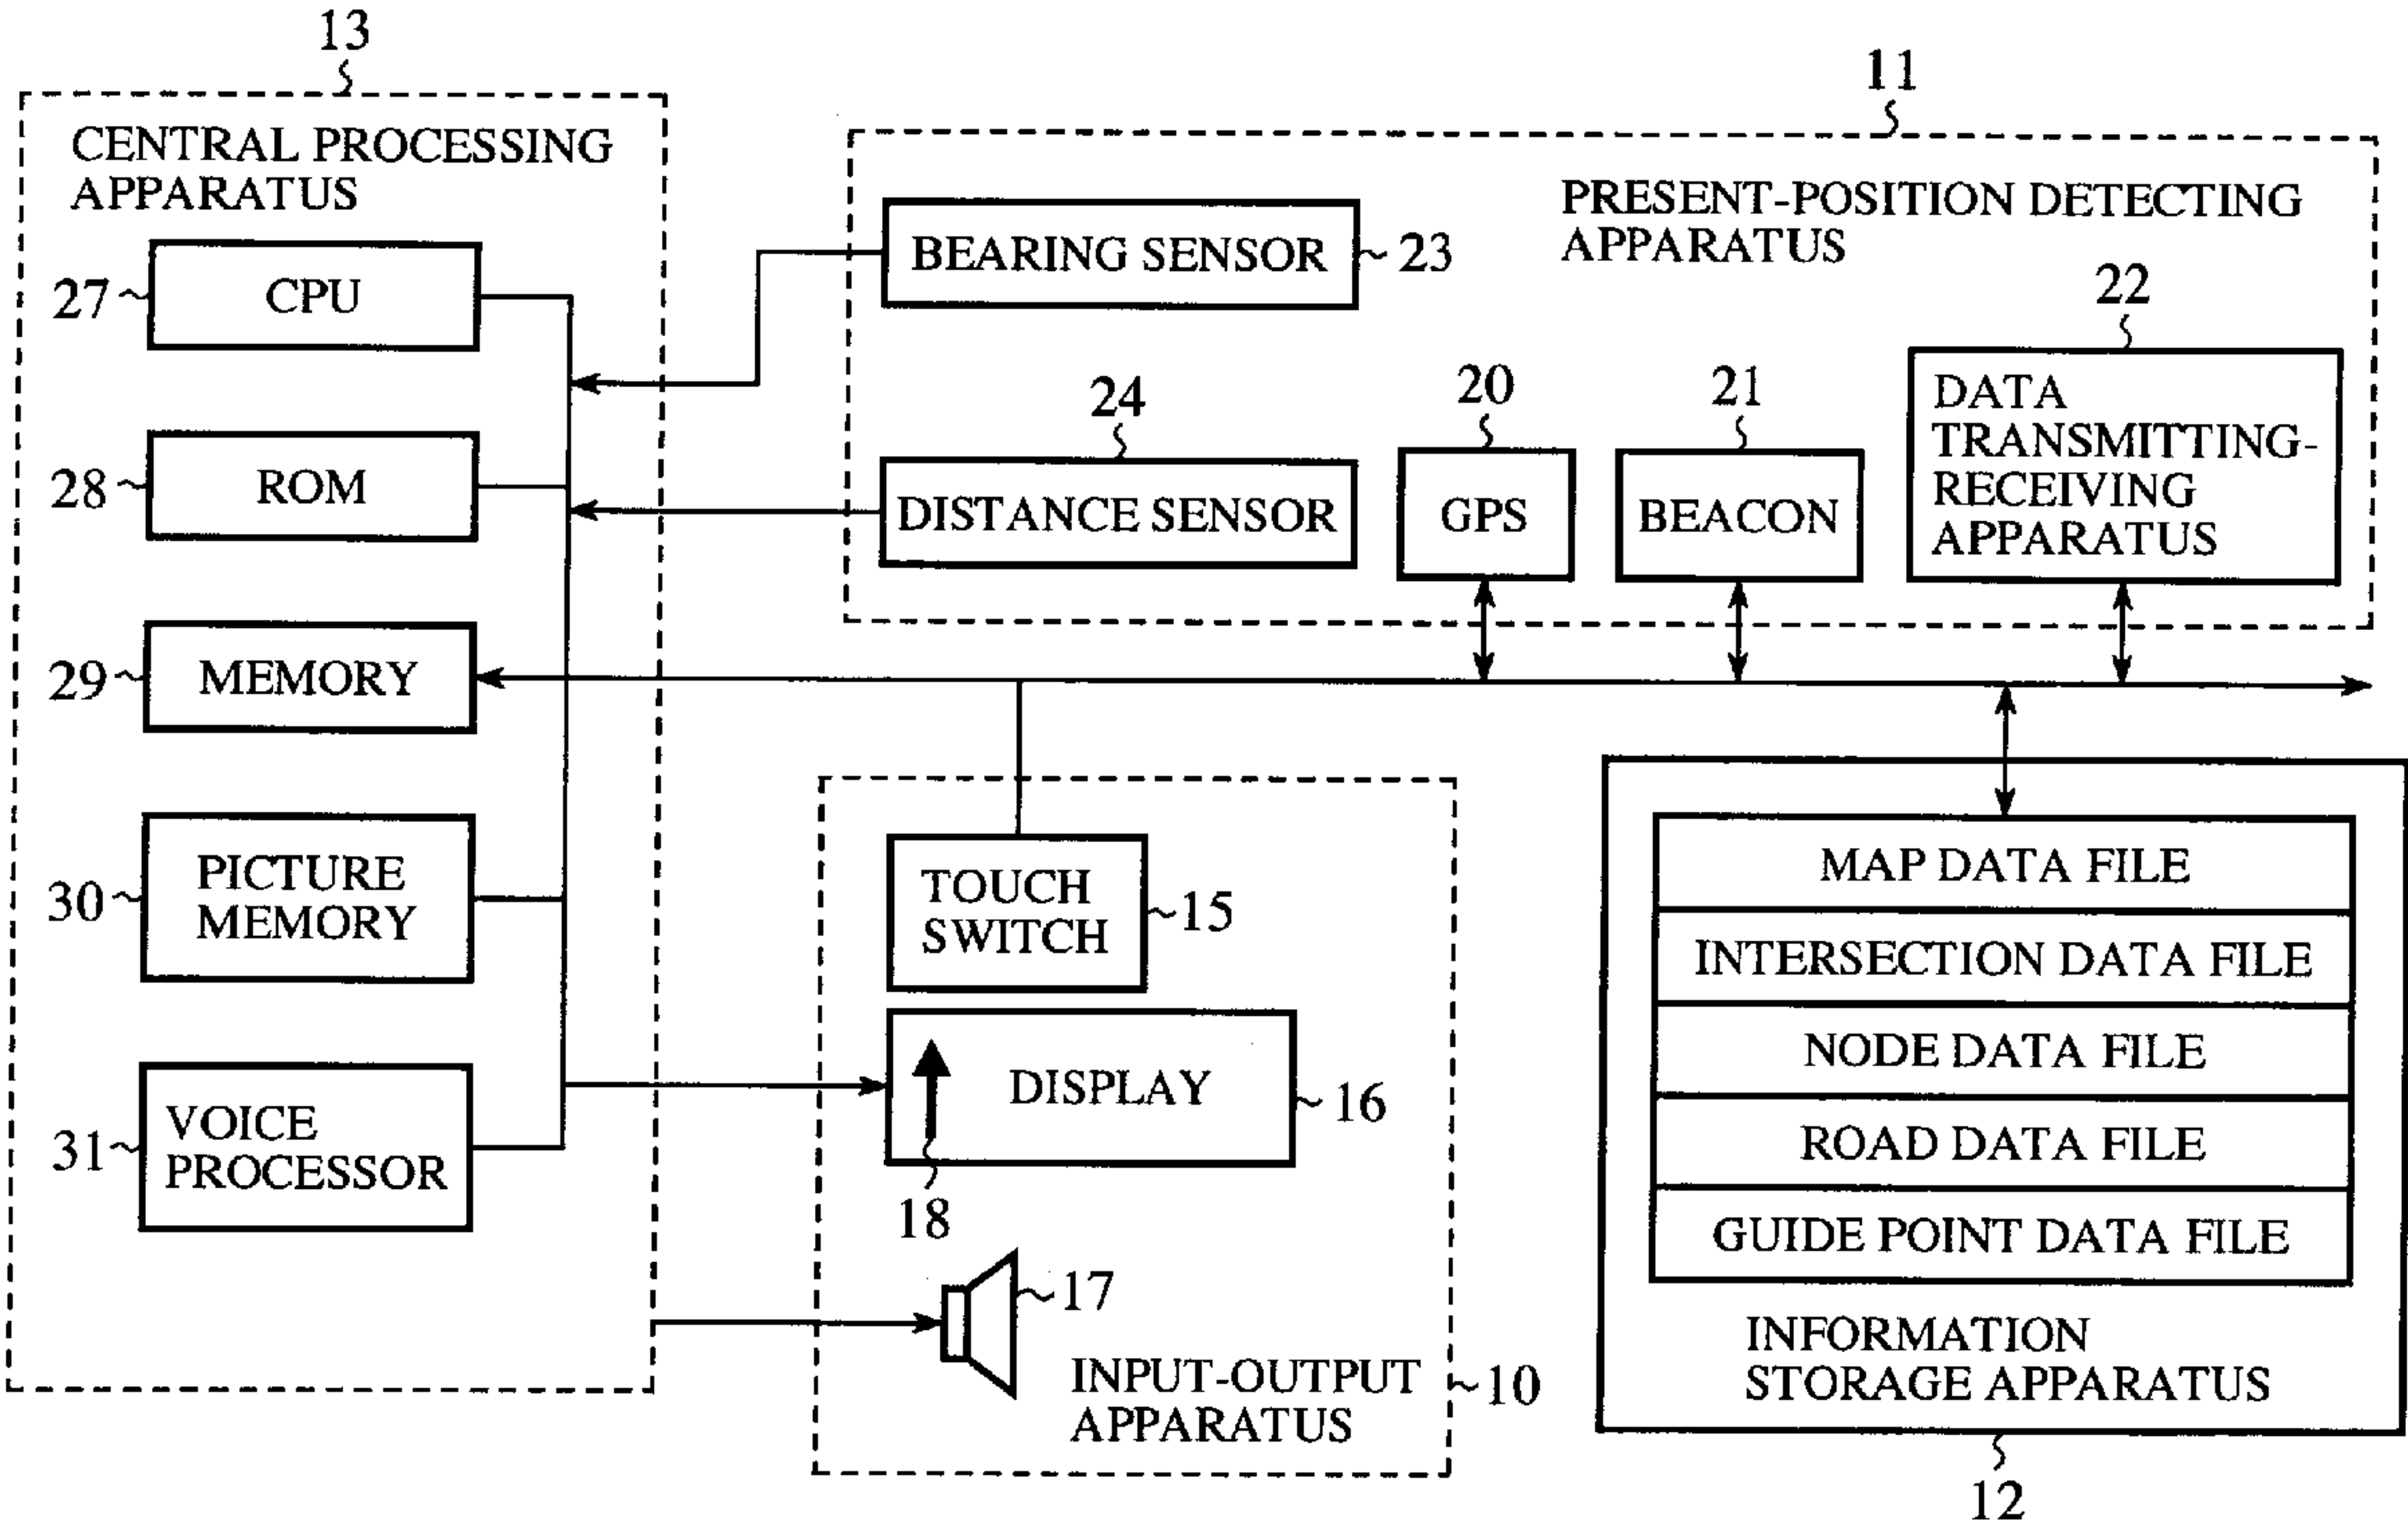 13
CENTRAL PROCESSING
APPARATUS
27
CPU
28
ROM
29
MEMORY
30
PICTURE
MEMORY
31
VOICE
PROCESSOR
11
PRESENT-POSITION DETECTING
APPARATUS
BEARING SENSOR
23
24
DISTANCE SENSOR
20
GPS
21
BEACON
22
DATA
TRANSMITTING-
RECEIVING
APPARATUS
TOUCH
SWITCH
15
DISPLAY
16
18
17
INPUT-OUTPUT
APPARATUS
10
MAP DATA FILE
INTERSECTION DATA FILE
NODE DATA FILE
ROAD DATA FILE
GUIDE POINT DATA FILE
INFORMATION
STORAGE APPARATUS
12